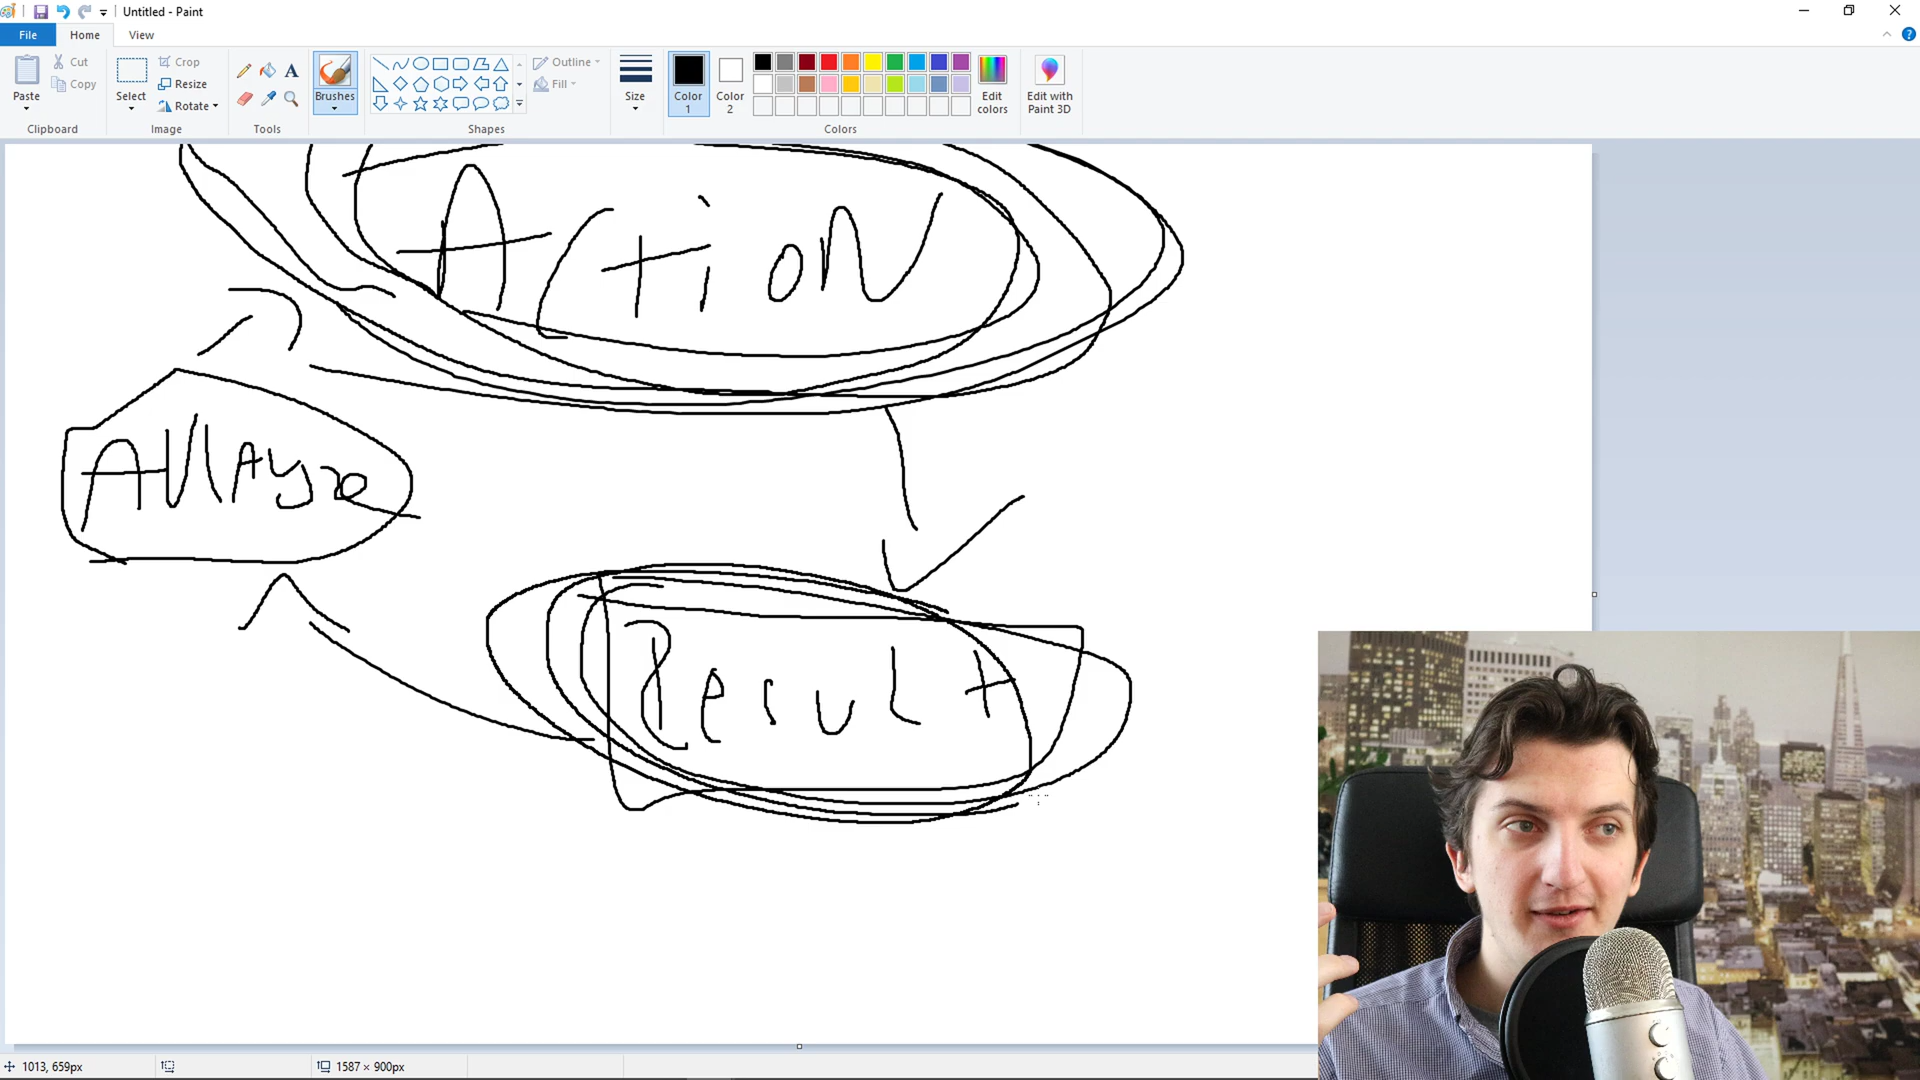 Untitled - Paint
File Home View
Paste
Cut
Copy
Clipboard
Select
Crop
Resize
Rotate
Image
A
Tools
Brushes
Outline
Fill
Shapes
Size
Color 1
Color 2
Edit colors
Colors
Edit with Paint 3D
Action
ANAyze
Result
1013, 659px
1587 × 900px